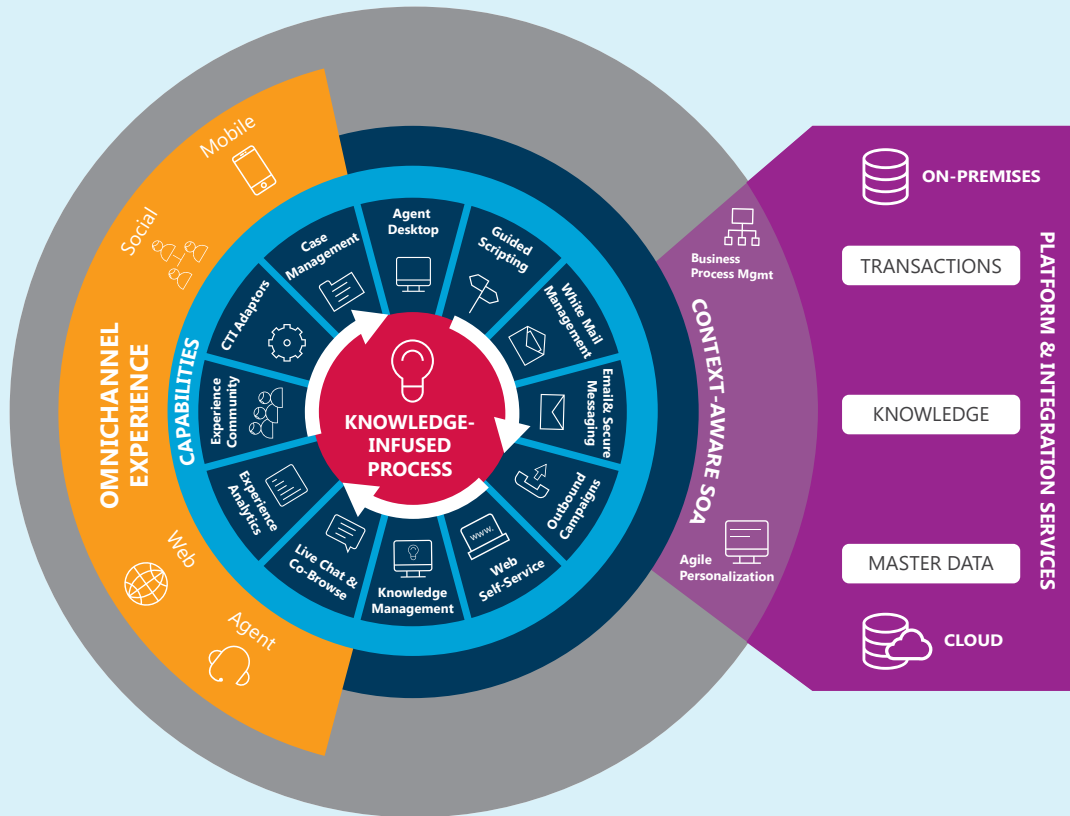 OMNICHANNEL
EXPERIENCE
Mobile
Social
Web
Agent
CAPABILITIES
Agent
Desktop
Guided
Scripting
White Mail
Management
Email& Secure
Messaging
Outbound
Campaigns
Web
Self-Service
www.
Knowledge
Management
Live Chat &
Co-Browse
Experience
Analytics
Experience
Community
CTI Adaptors
Case
Management
KNOWLEDGE-
INFUSED
PROCESS
CONTEXT-AWARE SOA
Business
Process Mgmt
Agile
Personalization
PLATFORM & INTEGRATION SERVICES
ON-PREMISES
TRANSACTIONS
KNOWLEDGE
MASTER DATA
CLOUD